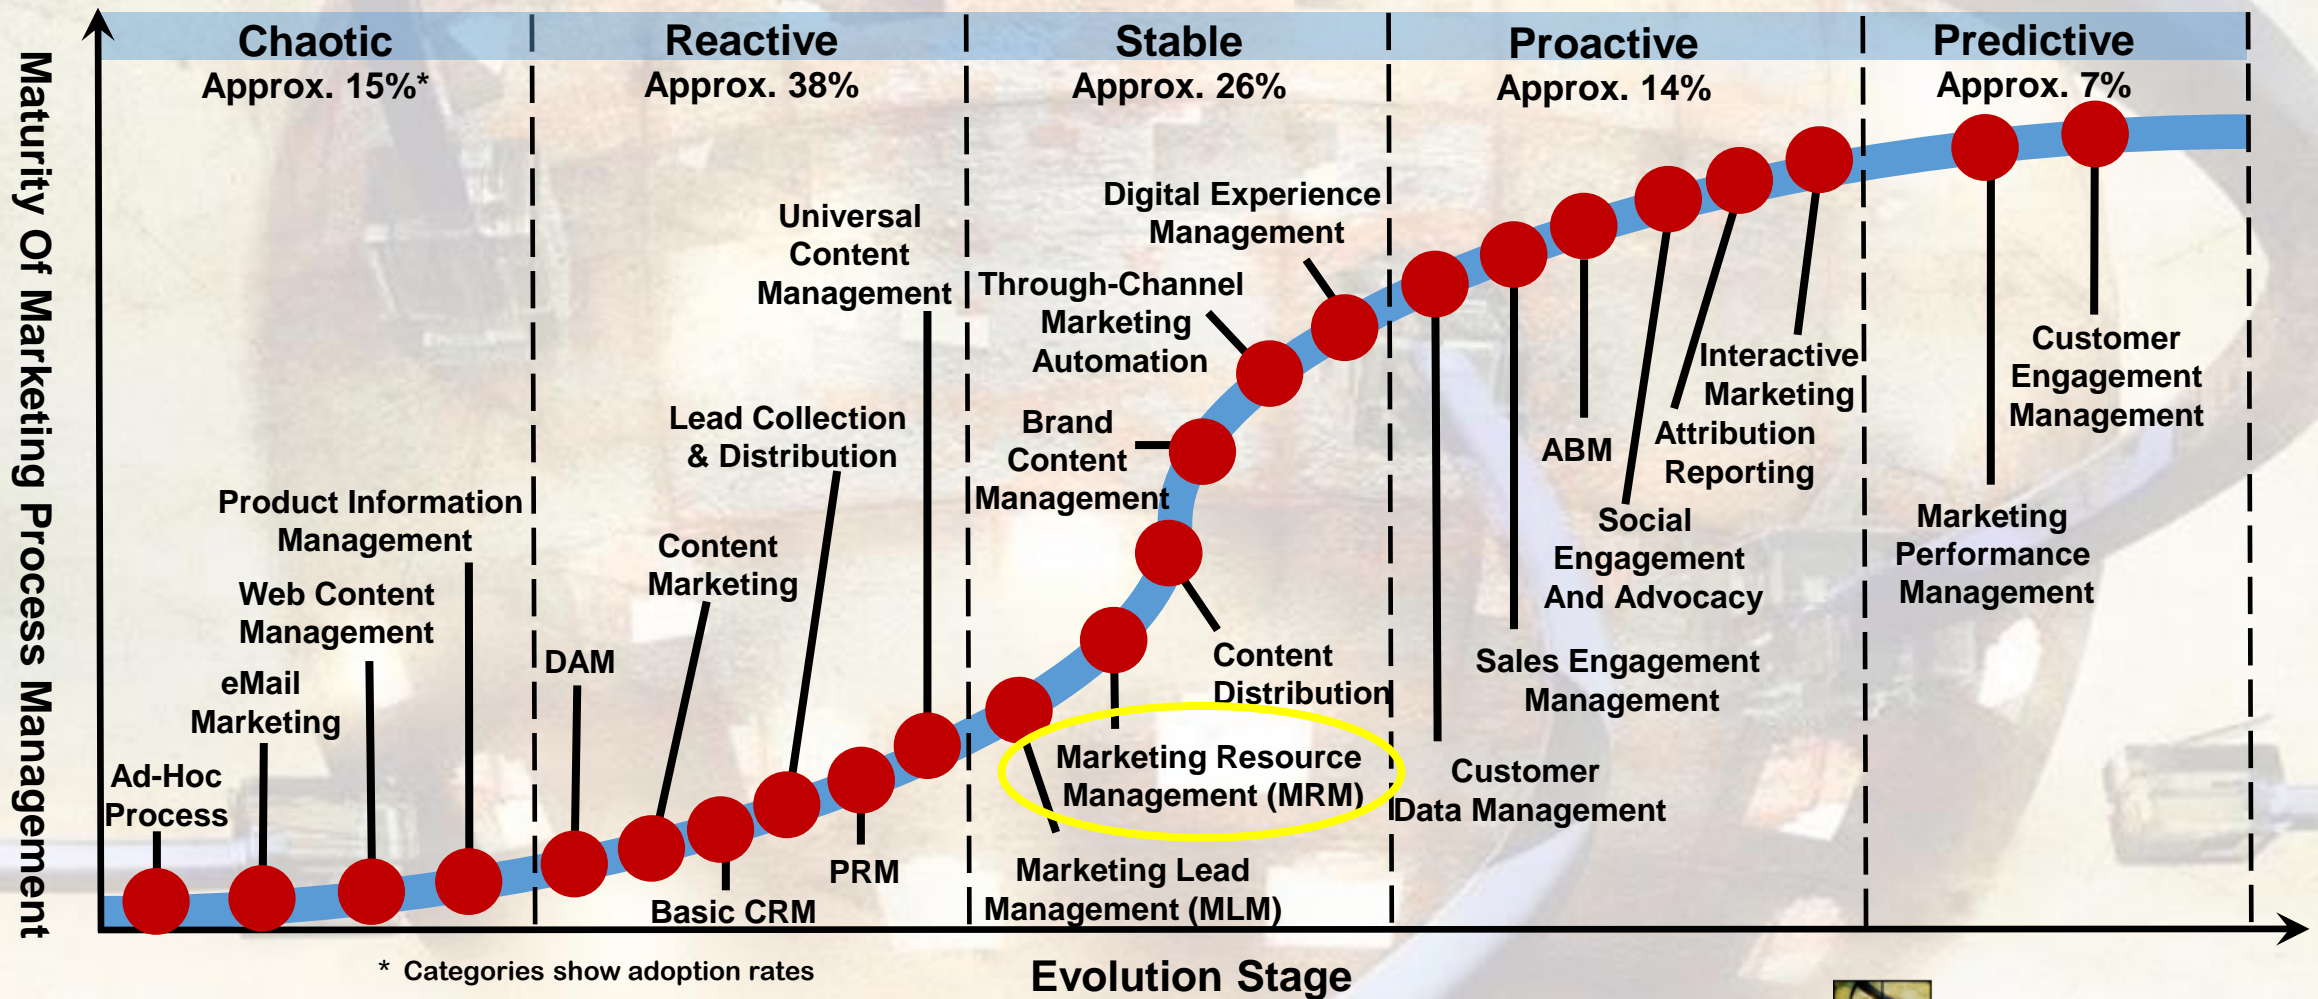 Chaotic
Approx. 15%*
Reactive
Approx. 38%
Stable
Approx. 26%
Proactive
Approx. 14%
Predictive
Approx. 7%
Maturity Of Marketing Process Management
Ad-Hoc
Process
eMail
Marketing
Web Content
Management
Product Information
Management
DAM
Content
Marketing
Basic CRM
Lead Collection
& Distribution
PRM
Universal
Content
Management
Marketing Lead
Management (MLM)
Marketing Resource
Management (MRM)
Content
Distribution
Brand
Content
Management
Through-Channel
Marketing
Automation
Digital Experience
Management
Customer
Data Management
Sales Engagement
Management
ABM
Social
Engagement
And Advocacy
Attribution
Reporting
Interactive
Marketing
Marketing
Performance
Management
Customer
Engagement
Management
* Categories show adoption rates
Evolution Stage